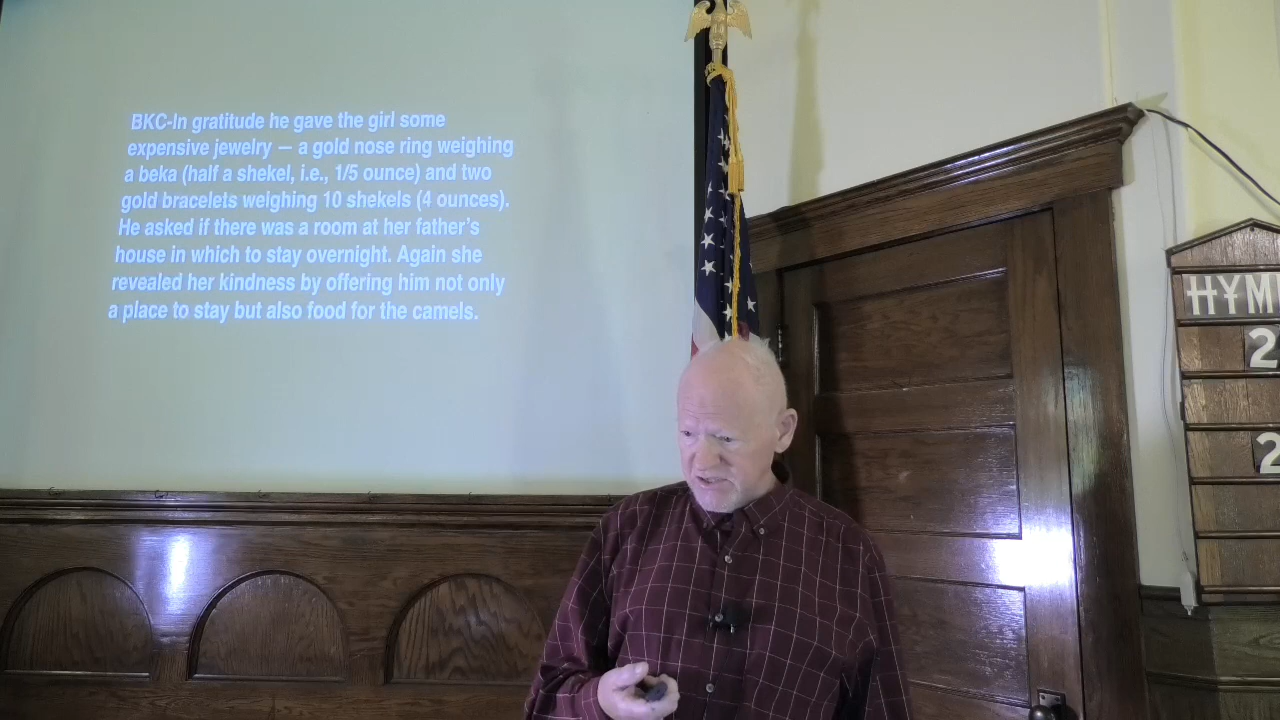 BKC-In gratitude he gave the girl some
expensive jewelry — a gold nose ring weighing
a beka (half a shekel, i.e., 1/5 ounce) and two
gold bracelets weighing 10 shekels (4 ounces).
He asked if there was a room at her father's
house in which to stay overnight. Again she
revealed her kindness by offering him not only
a place to stay but also food for the camels.
HYM
2
2